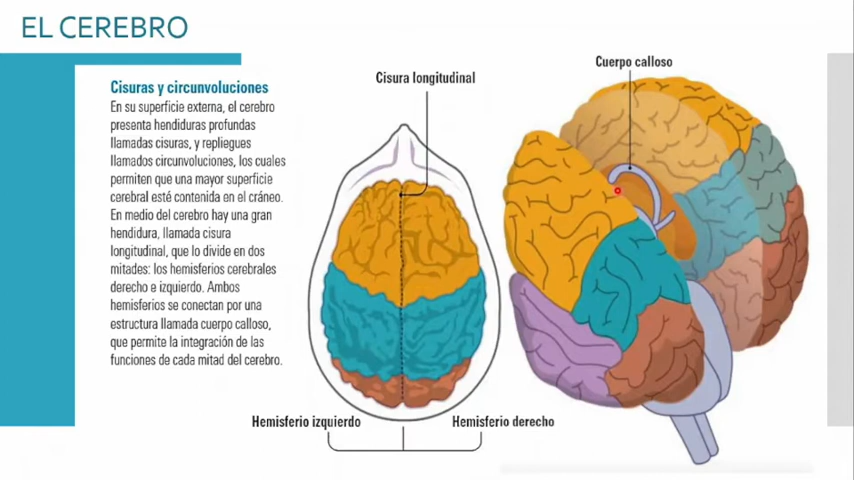 EL CEREBRO
Cisuras y circunvoluciones
En su superficie externa, el cerebro
presenta hendiduras profundas
llamadas cisuras, y repliegues
llamados circunvoluciones, los cuales
permiten que una mayor superficie
cerebral esté contenida en el cráneo.
En medio del cerebro hay una gran
hendidura, llamada cisura
longitudinal, que lo divide en dos
mitades: los hemisferios cerebrales
derecho e izquierdo. Ambos
hemisferios se conectan por una
estructura llamada cuerpo calloso,
que permite la integración de las
funciones de cada mitad del cerebro.
Cisura longitudinal
Cuerpo calloso
Hemisferio izquierdo
Hemisferio derecho